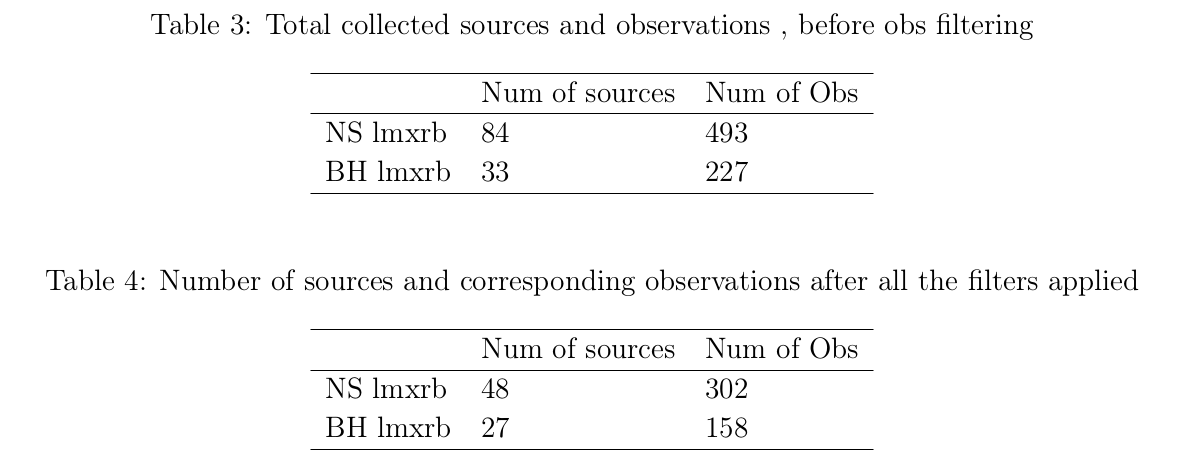 Table 3: Total collected sources and observations , before obs filtering
Num of sources Num of Obs
NS lmxrb 84 493
BH lmxrb 33 227
Table 4: Number of sources and corresponding observations after all the filters applied
Num of sources Num of Obs
NS lmxrb 48 302
BH lmxrb 27 158